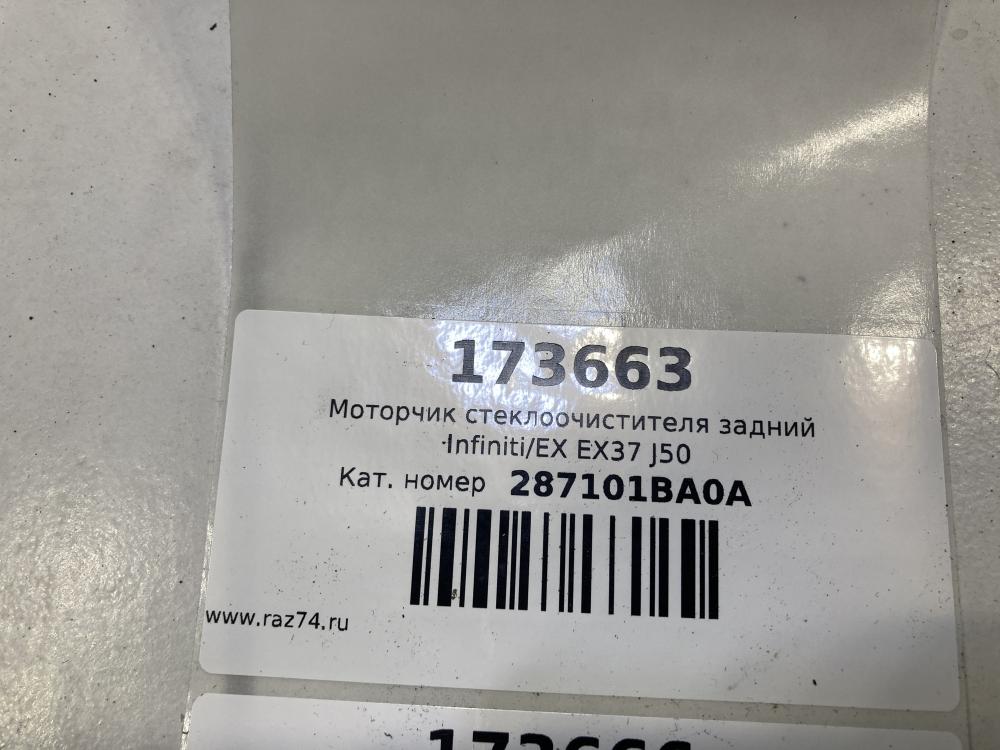 173663
Моторчик стеклоочистителя задний
Infiniti/EX EX37 J50
Кат. номер 287101BA0A
www.raz74.ru